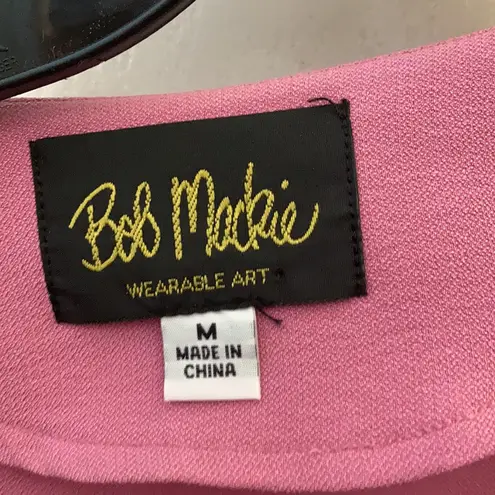 Bob Mackie
WEARABLE ART
M
MADE IN
CHINA